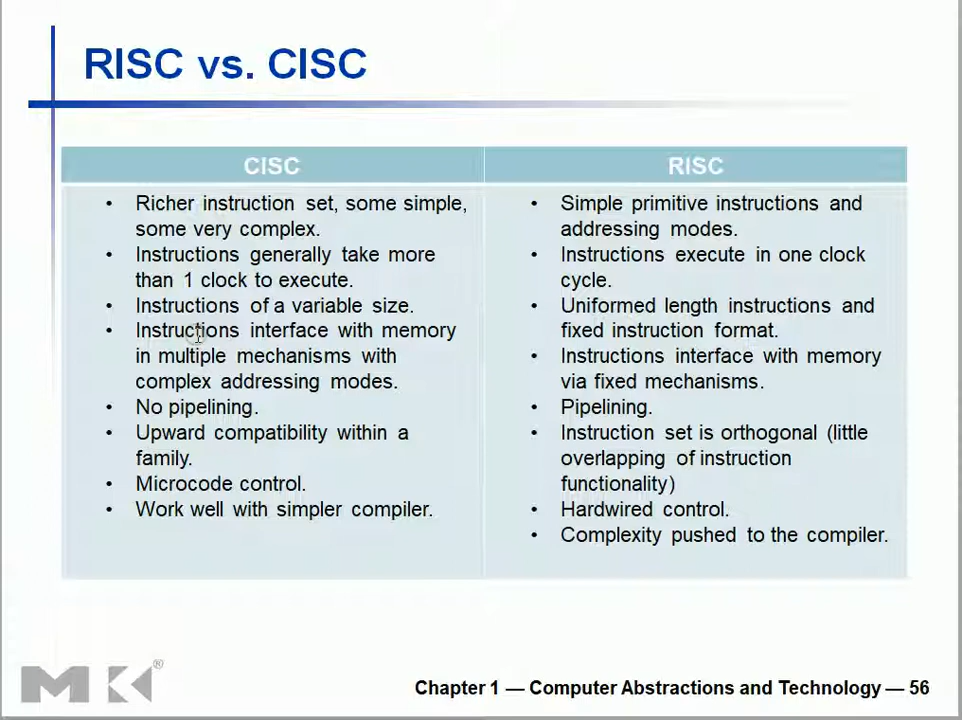 RISC vs. CISC
CISC
RISC
• Richer instruction set, some simple,
some very complex.
• Instructions generally take more
than 1 clock to execute.
• Instructions of a variable size.
• Instructions interface with memory
in multiple mechanisms with
complex addressing modes.
• No pipelining.
• Upward compatibility within a
family.
• Microcode control.
• Work well with simpler compiler.
• Simple primitive instructions and
addressing modes.
• Instructions execute in one clock
cycle.
• Uniformed length instructions and
fixed instruction format.
• Instructions interface with memory
via fixed mechanisms.
• Pipelining.
• Instruction set is orthogonal (little
overlapping of instruction
functionality)
• Hardwired control.
• Complexity pushed to the compiler.
MK®
Chapter 1 — Computer Abstractions and Technology — 56